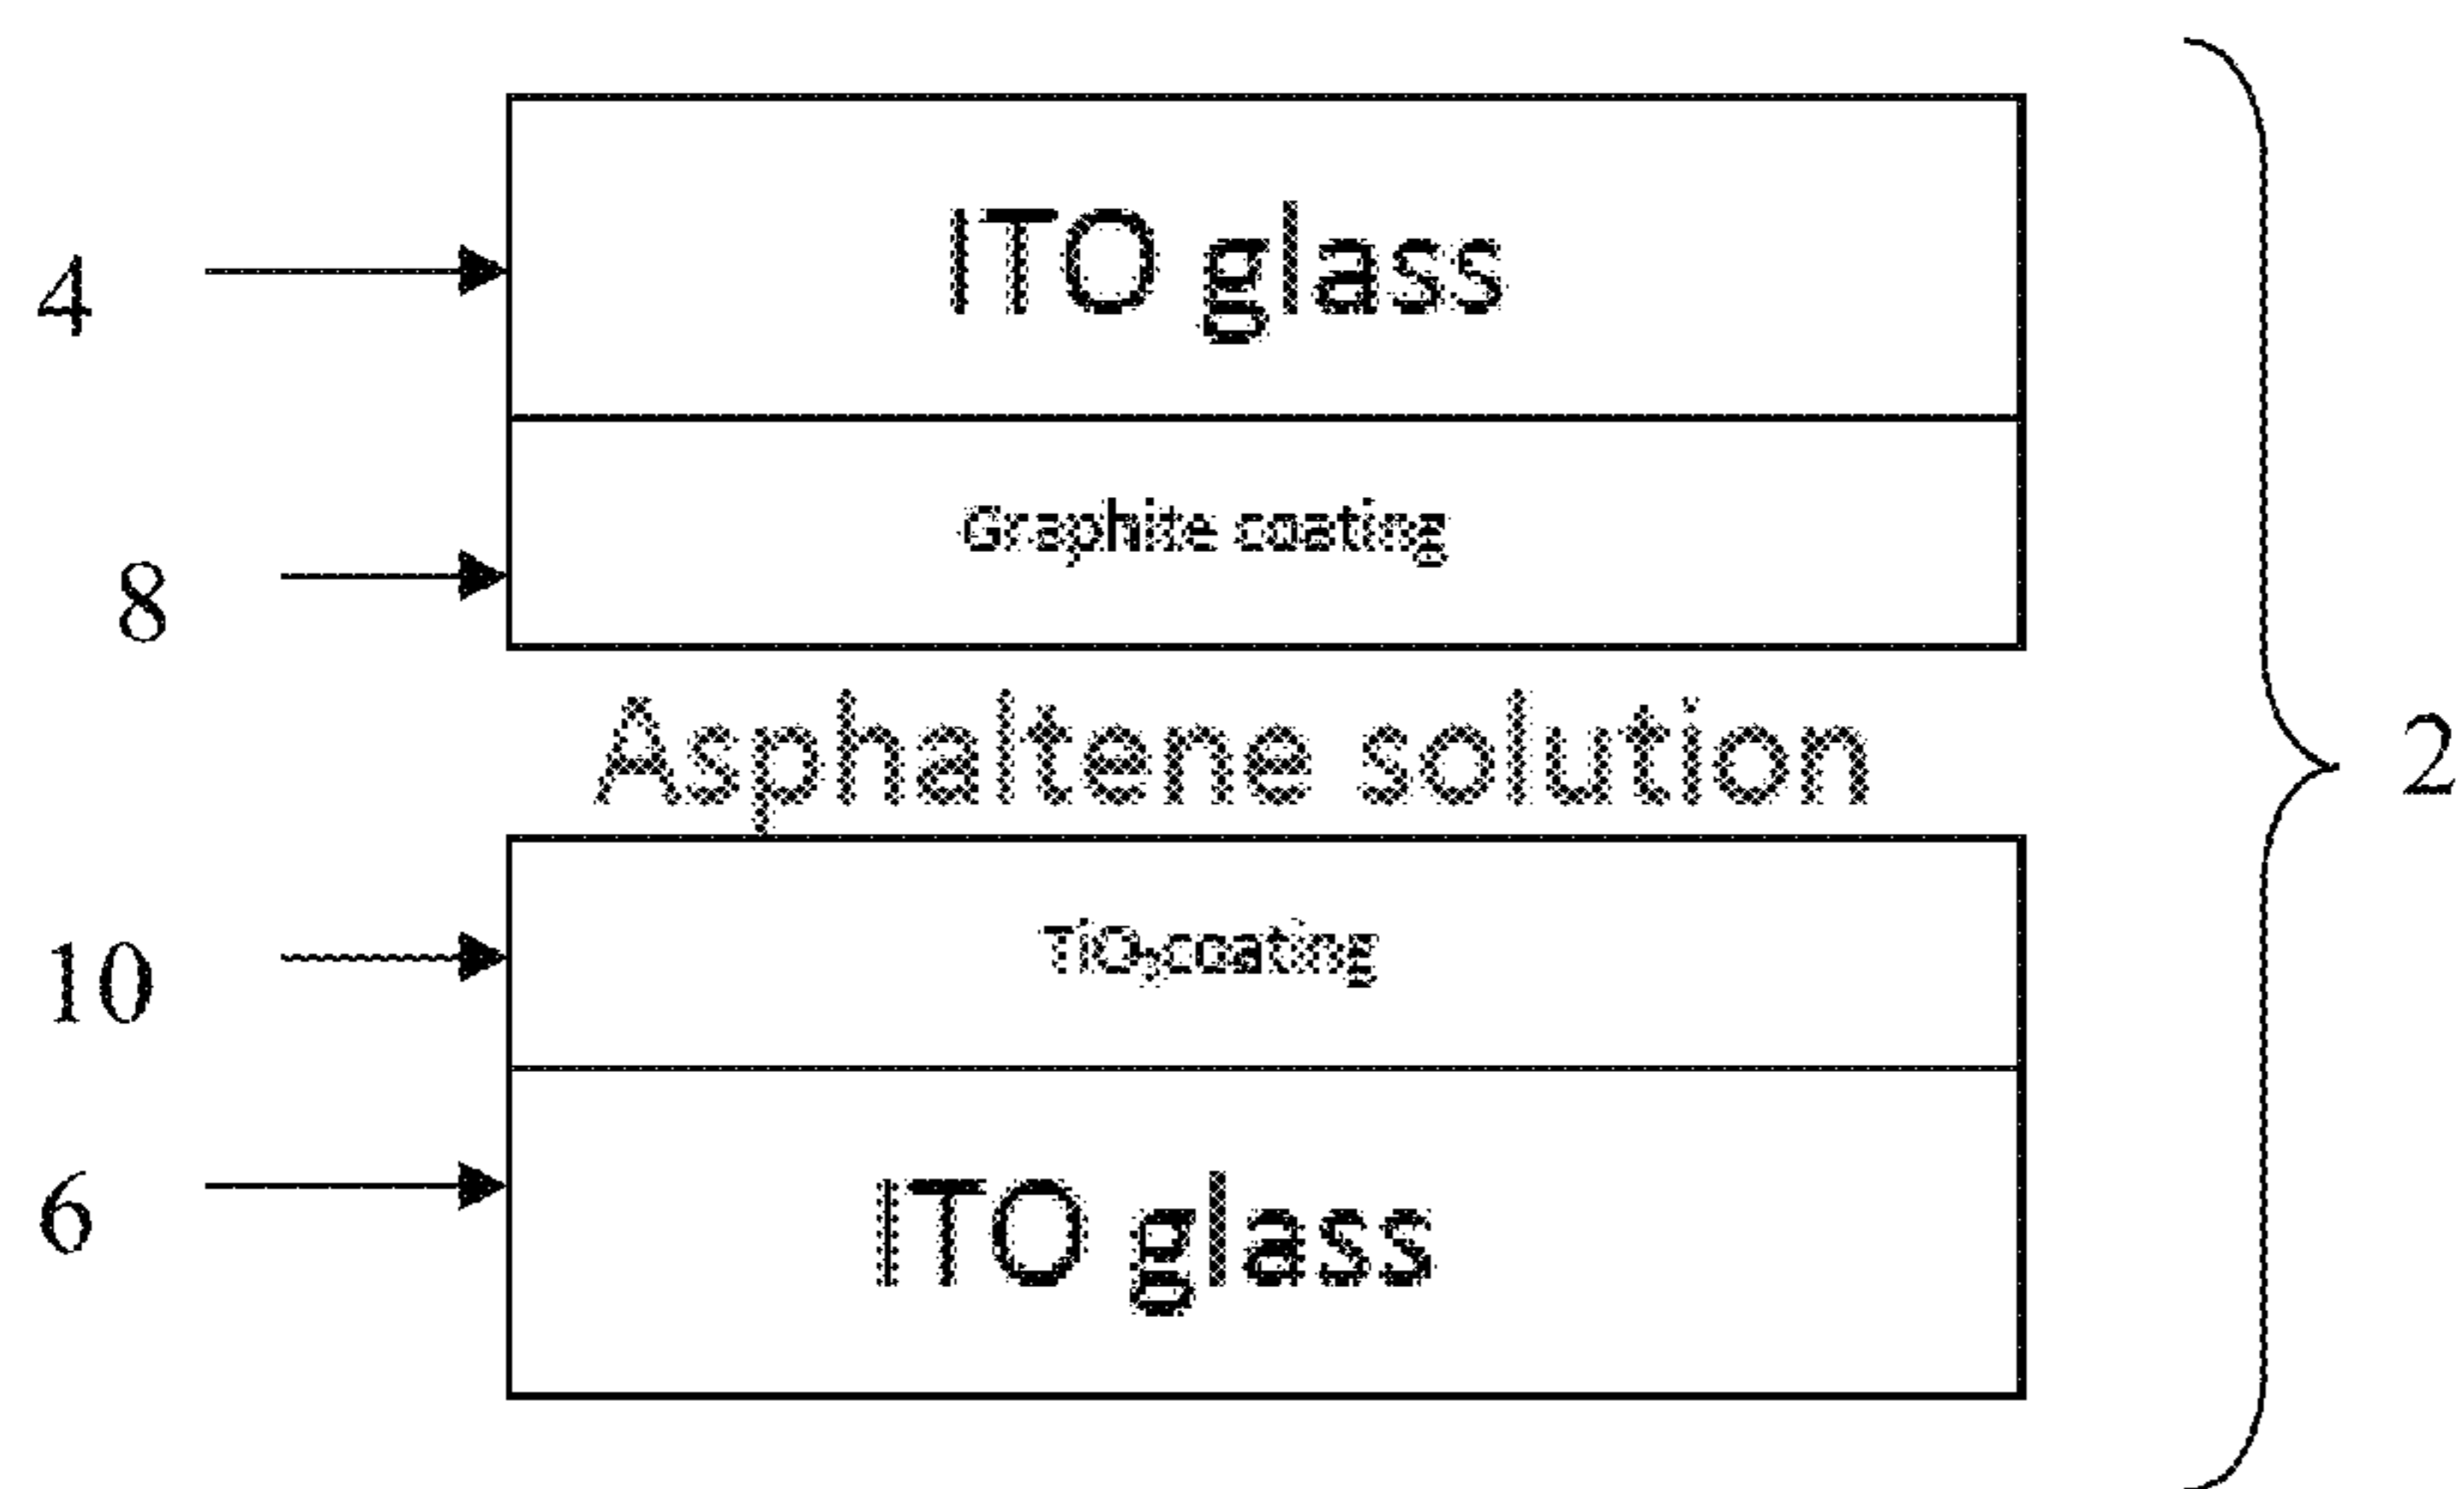 4
ITO glass
8
Graphite coating
Asphaltene solution
2
10
TiO₂ coating
6
ITO glass